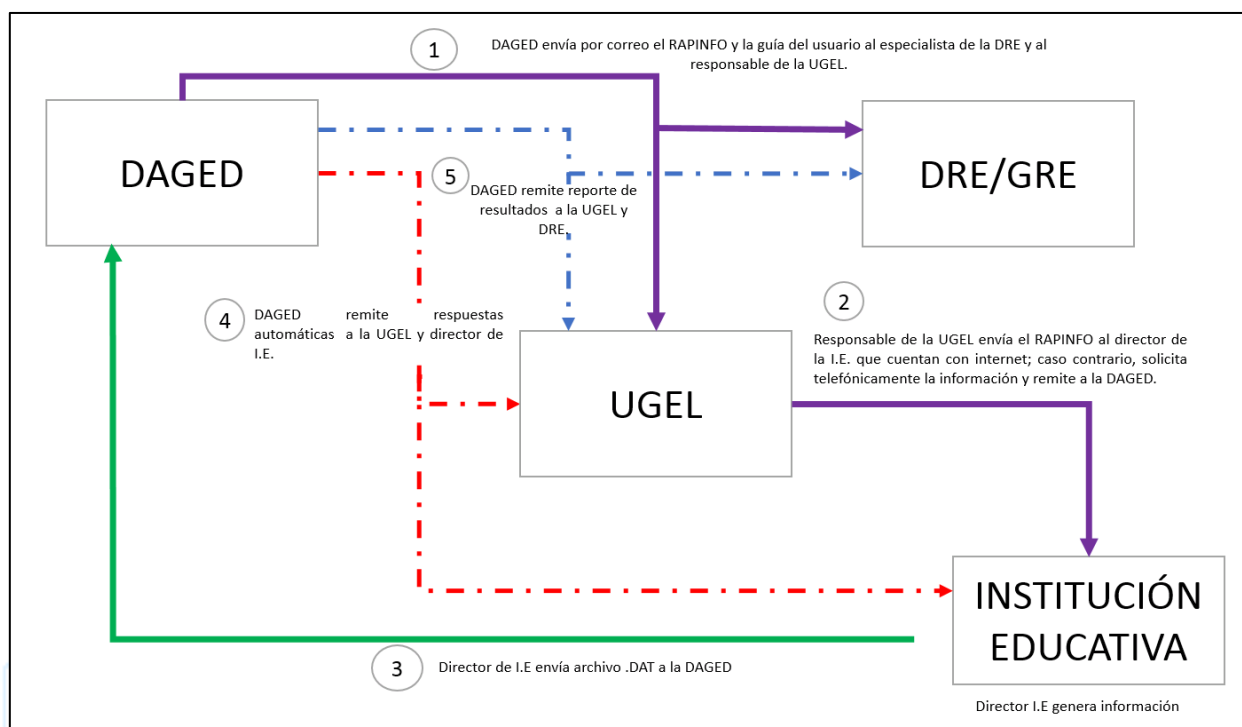 1
DAGED envía por correo el RAPINFO y la guía del usuario al especialista de la DRE y al
responsable de la UGEL.
DAGED
DRE/GRE
5
DAGED remite reporte de
resultados a la UGEL y
DRE.
4
DAGED remite respuestas
automáticas a la UGEL y director de
I.E.
2
Responsable de la UGEL envía el RAPINFO al director de
la I.E. que cuentan con internet; caso contrario, solicita
telefónicamente la información y remite a la DAGED.
UGEL
INSTITUCIÓN
EDUCATIVA
3
Director de I.E envía archivo .DAT a la DAGED
Director I.E genera información